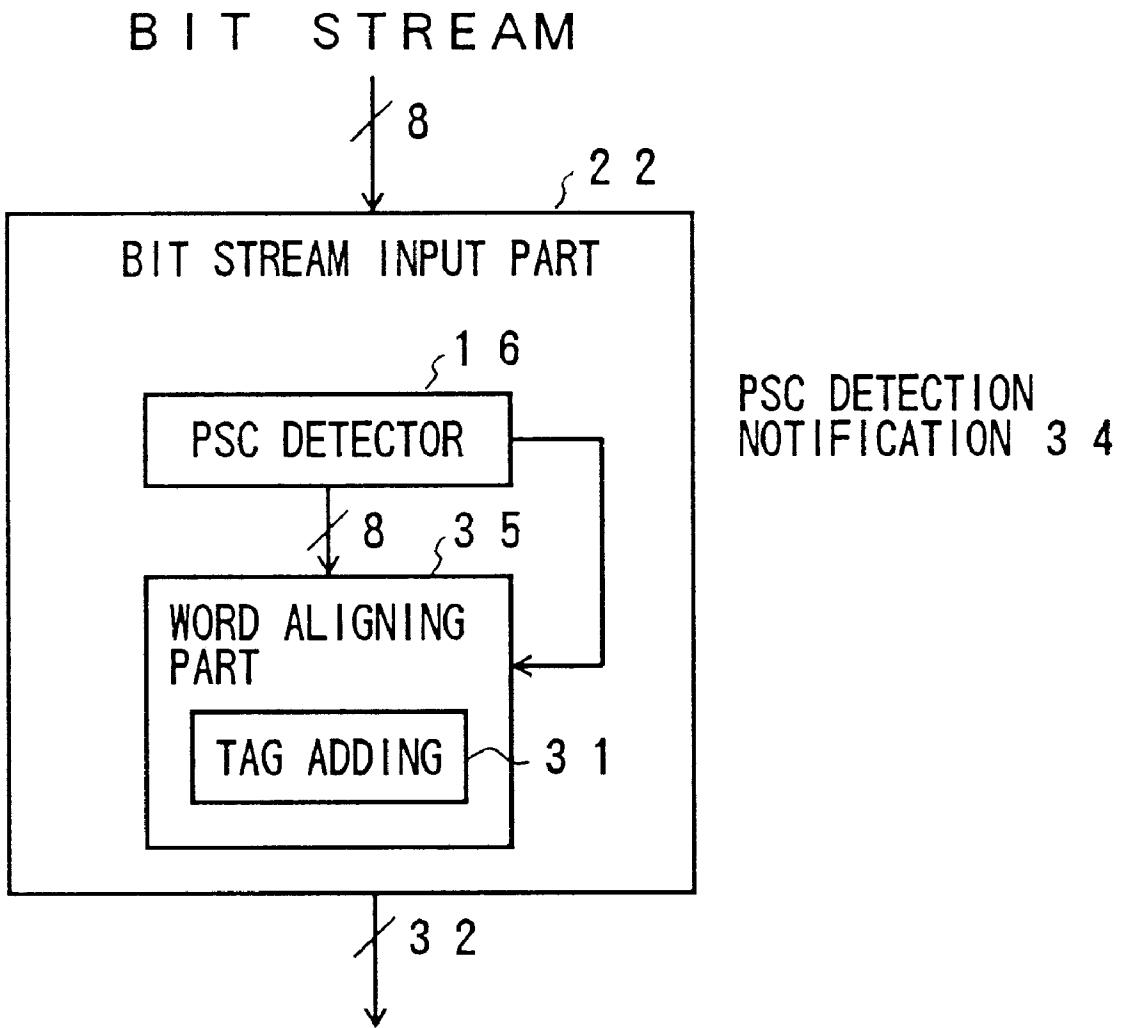 BIT STREAM
8
22
BIT STREAM INPUT PART
16
PSC DETECTOR
PSC DETECTION
NOTIFICATION 34
8
35
WORD ALIGNING
PART
TAG ADDING
31
32